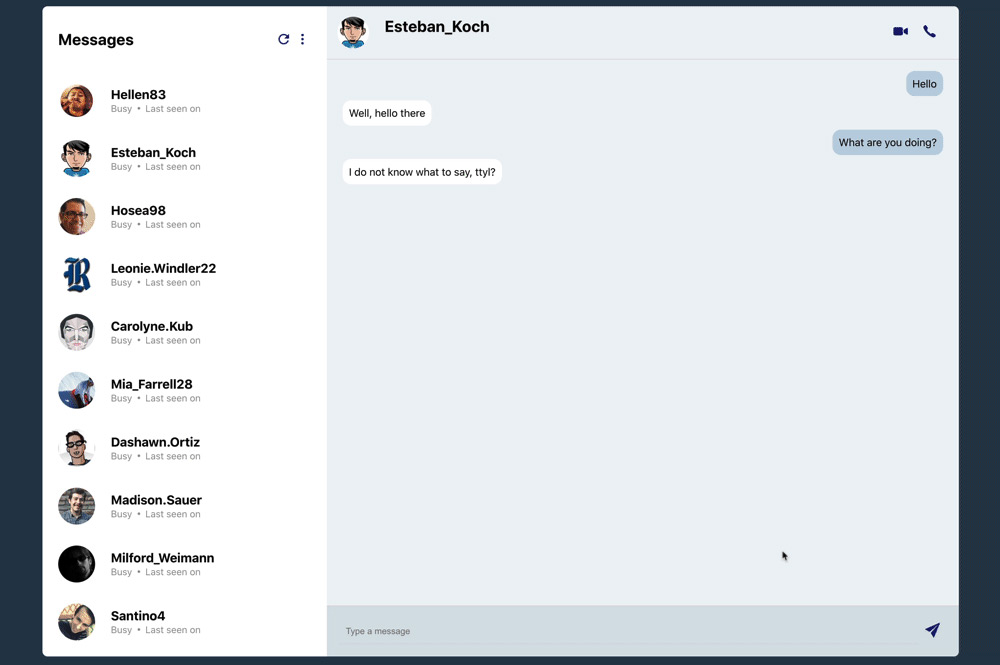 Messages
Hellen83
Busy • Last seen on
Esteban_Koch
Busy • Last seen on
Hosea98
Busy • Last seen on
Leonie.Windler22
Busy • Last seen on
Carolyne.Kub
Busy • Last seen on
Mia_Farrell28
Busy • Last seen on
Dashawn.Ortiz
Busy • Last seen on
Madison.Sauer
Busy • Last seen on
Milford_Weimann
Busy • Last seen on
Santino4
Busy • Last seen on
Esteban_Koch
Hello
Well, hello there
What are you doing?
I do not know what to say, ttyl?
Type a message